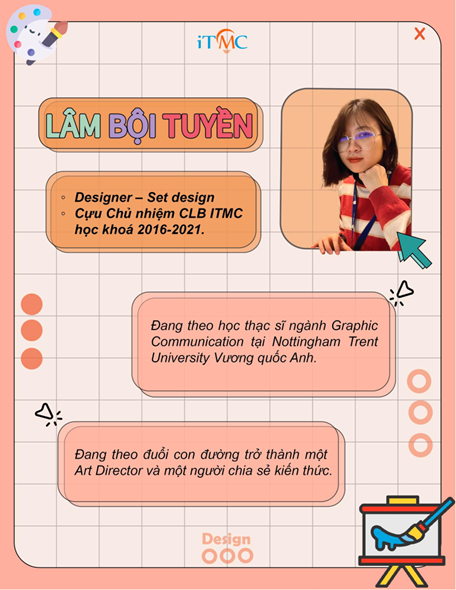 iTMC
X
LÂM BỘI TUYỀN
◦ Designer – Set design
◦ Cựu Chủ nhiệm CLB ITMC
học khoá 2016-2021.
Đang theo học thạc sĩ ngành Graphic
Communication tại Nottingham Trent
University Vương quốc Anh.
Đang theo đuổi con đường trở thành một
Art Director và một người chia sẻ kiến thức.
Design